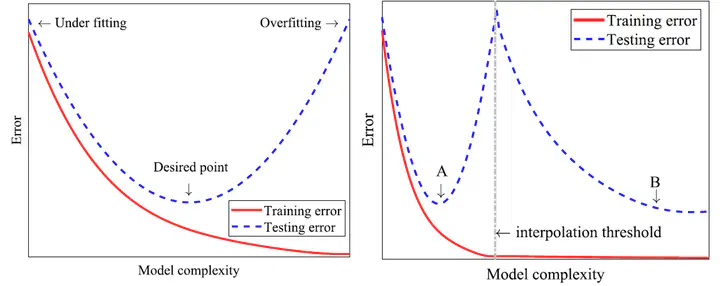 ← Under fitting
Overfitting →
Error
Desired point
↓
Training error
Testing error
Model complexity
Training error
Testing error
Error
A
↓
B
↓
← interpolation threshold
Model complexity